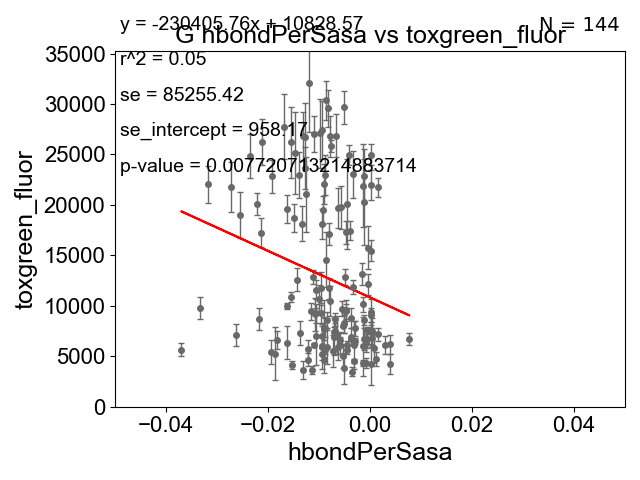 y = -230405.76x + 10828.57
N = 144
G hbondPerSasa vs toxgreen_fluor
r^2 = 0.05
se = 85255.42
se_intercept = 958.17
p-value = 0.007720713214883714
35000
30000
25000
20000
15000
10000
5000
0
toxgreen_fluor
−0.04
−0.02
0.00
0.02
0.04
hbondPerSasa